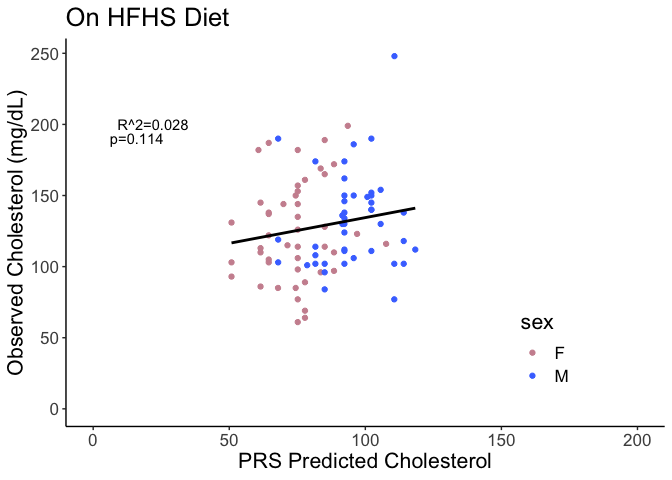 On HFHS Diet
Observed Cholesterol (mg/dL)
250
200
150
100
50
0
R^2=0.028
p=0.114
sex
F
M
0 50 100 150 200
PRS Predicted Cholesterol